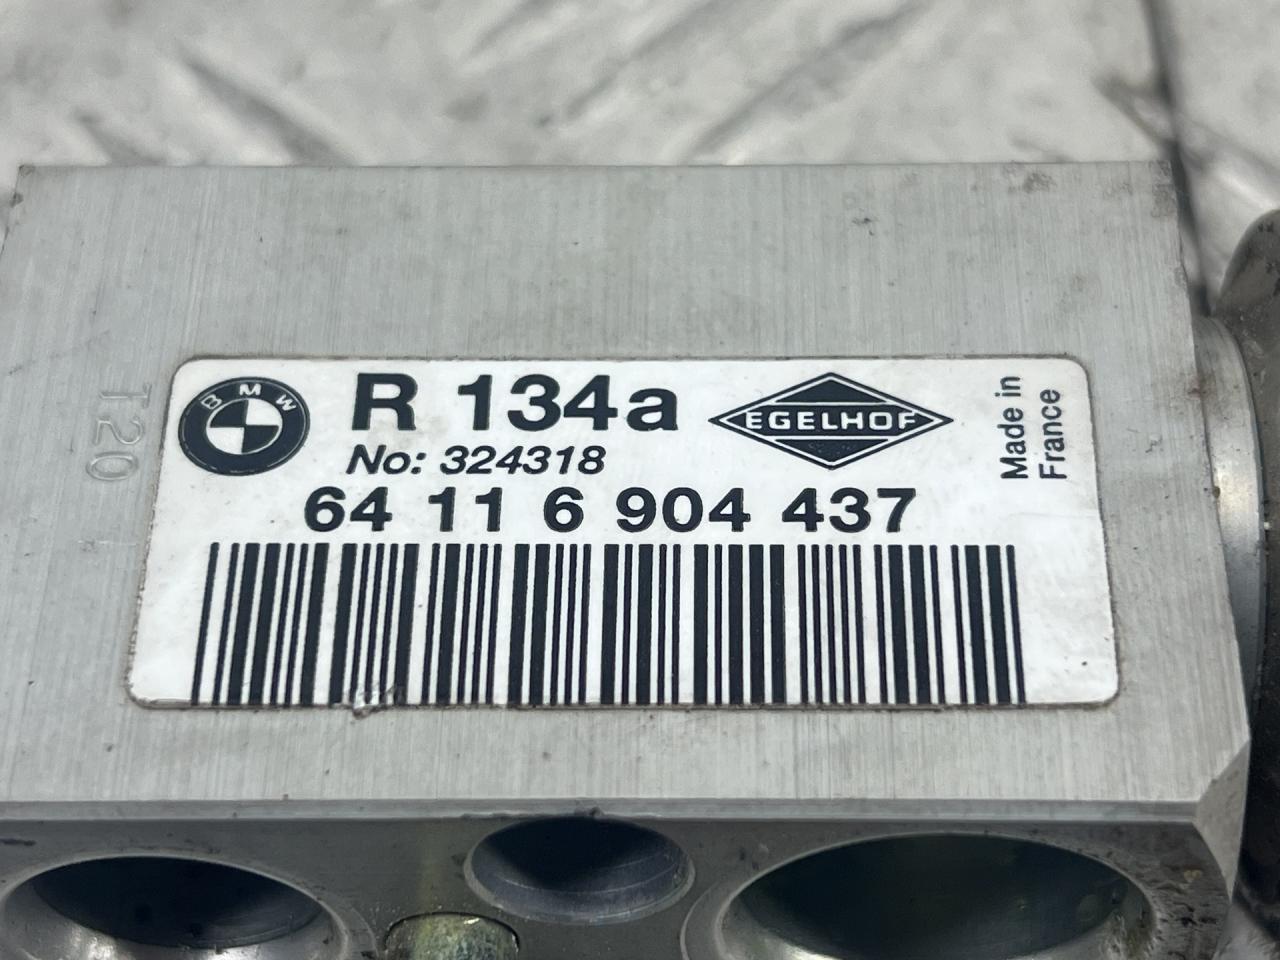 BMW
R 134a
EGELHOF
No: 324318
64 11 6 904 437
Made in
France
T20